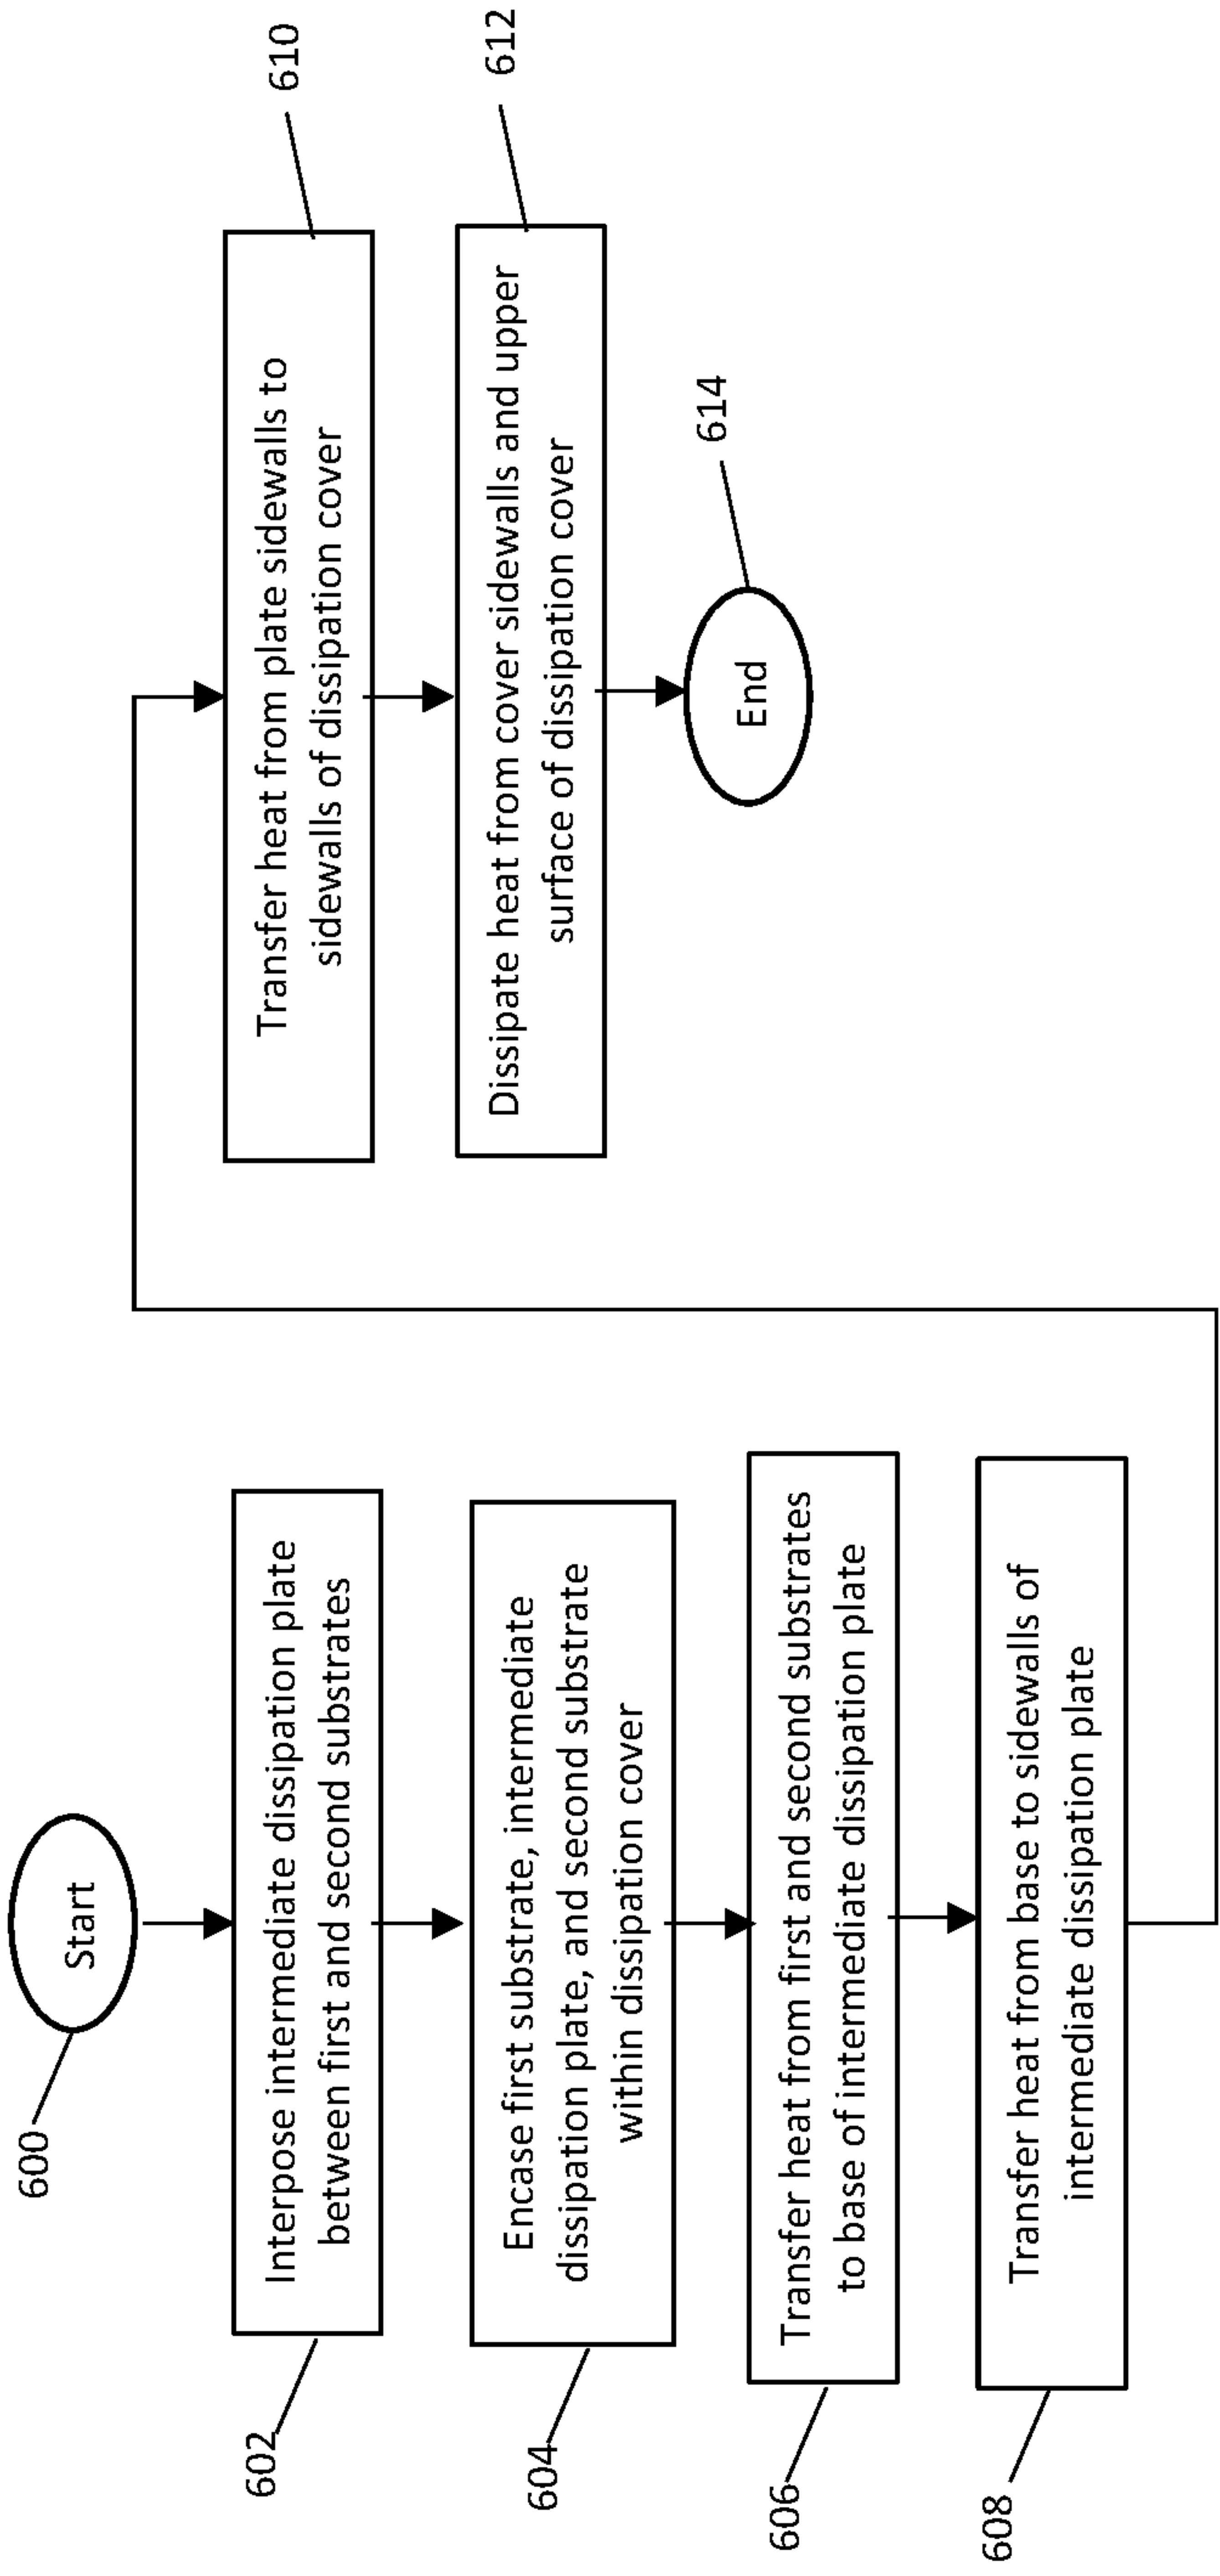 600
Start
602
Interpose intermediate dissipation plate
between first and second substrates
604
Encase first substrate, intermediate
dissipation plate, and second substrate
within dissipation cover
606
Transfer heat from first and second substrates
to base of intermediate dissipation plate
608
Transfer heat from base to sidewalls of
intermediate dissipation plate
610
Transfer heat from plate sidewalls to
sidewalls of dissipation cover
612
Dissipate heat from cover sidewalls and upper
surface of dissipation cover
614
End